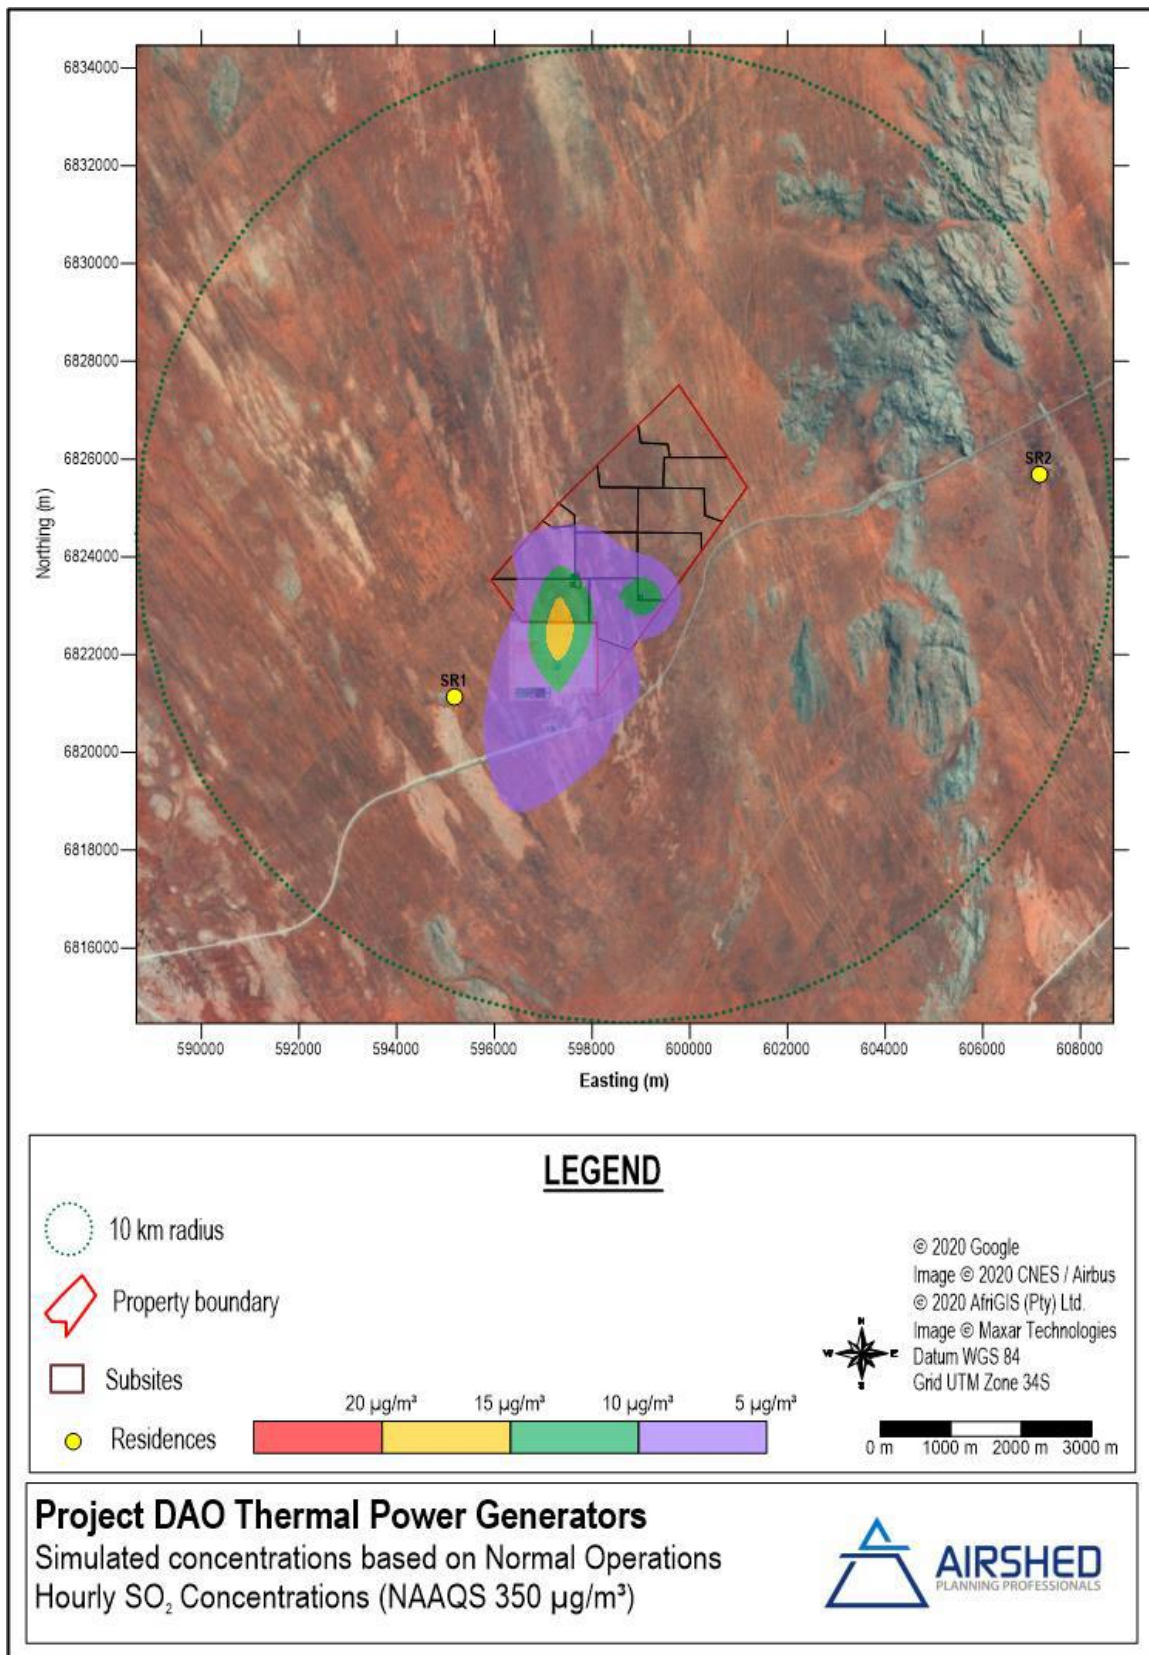 6834000
6832000
6830000
6828000
6826000
6824000
6822000
6820000
6818000
6816000
Northing (m)
SR2
SR1
590000 592000 594000 596000 598000 600000 602000 604000 606000 608000
Easting (m)
LEGEND
10 km radius
Property boundary
Subsites
Residences
20 µg/m³ 15 µg/m³ 10 µg/m³ 5 µg/m³
© 2020 Google
Image © 2020 CNES / Airbus
© 2020 AfriGIS (Pty) Ltd.
Image © Maxar Technologies
Datum WGS 84
Grid UTM Zone 34S
N
W E
S
0 m 1000 m 2000 m 3000 m
Project DAO Thermal Power Generators
Simulated concentrations based on Normal Operations
Hourly SO₂ Concentrations (NAAQS 350 µg/m³)
AIRSHED
PLANNING PROFESSIONALS